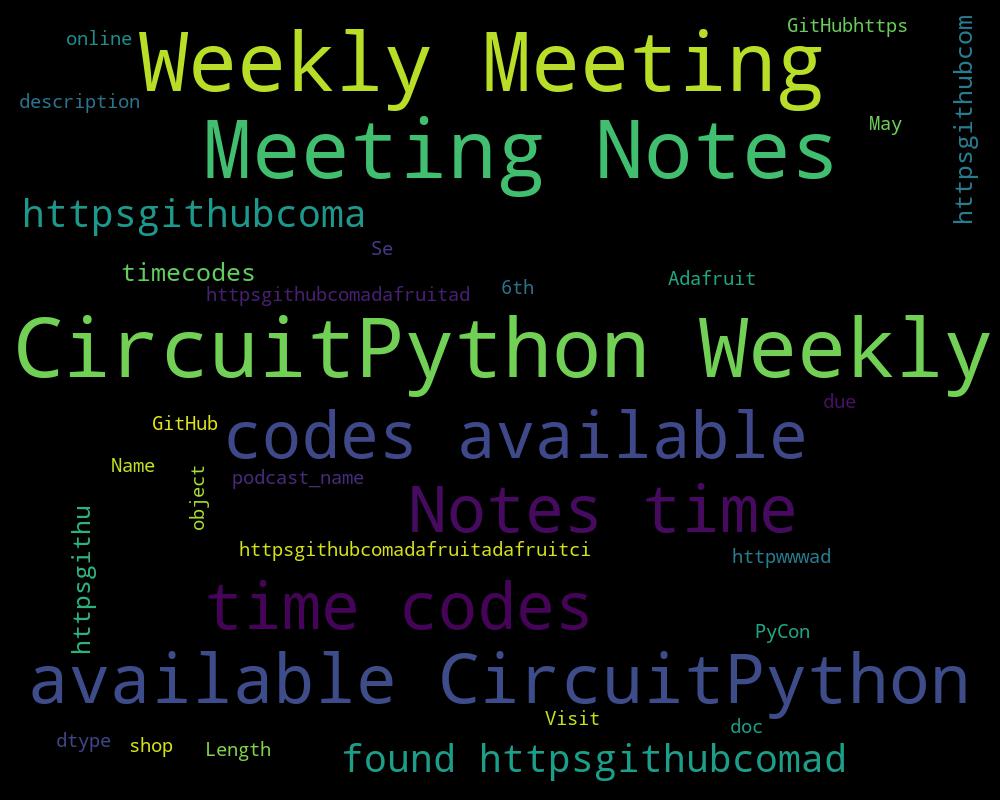 GitHubhttps
online
Weekly Meeting
httpsgithubcom
description
May
Meeting Notes
httpsgithubcoma
Se
timecodes
Adafruit
6th
httpsgithubcomadafruitad
CircuitPython Weekly
due
GitHub
codes available
Name
podcast_name
object
Notes time
httpsgithu
httpsgithubcomadafruitadafruitci
httpwwwad
time codes
PyCon
available CircuitPython
Visit
doc
dtype
shop
Length
found httpsgithubcomad